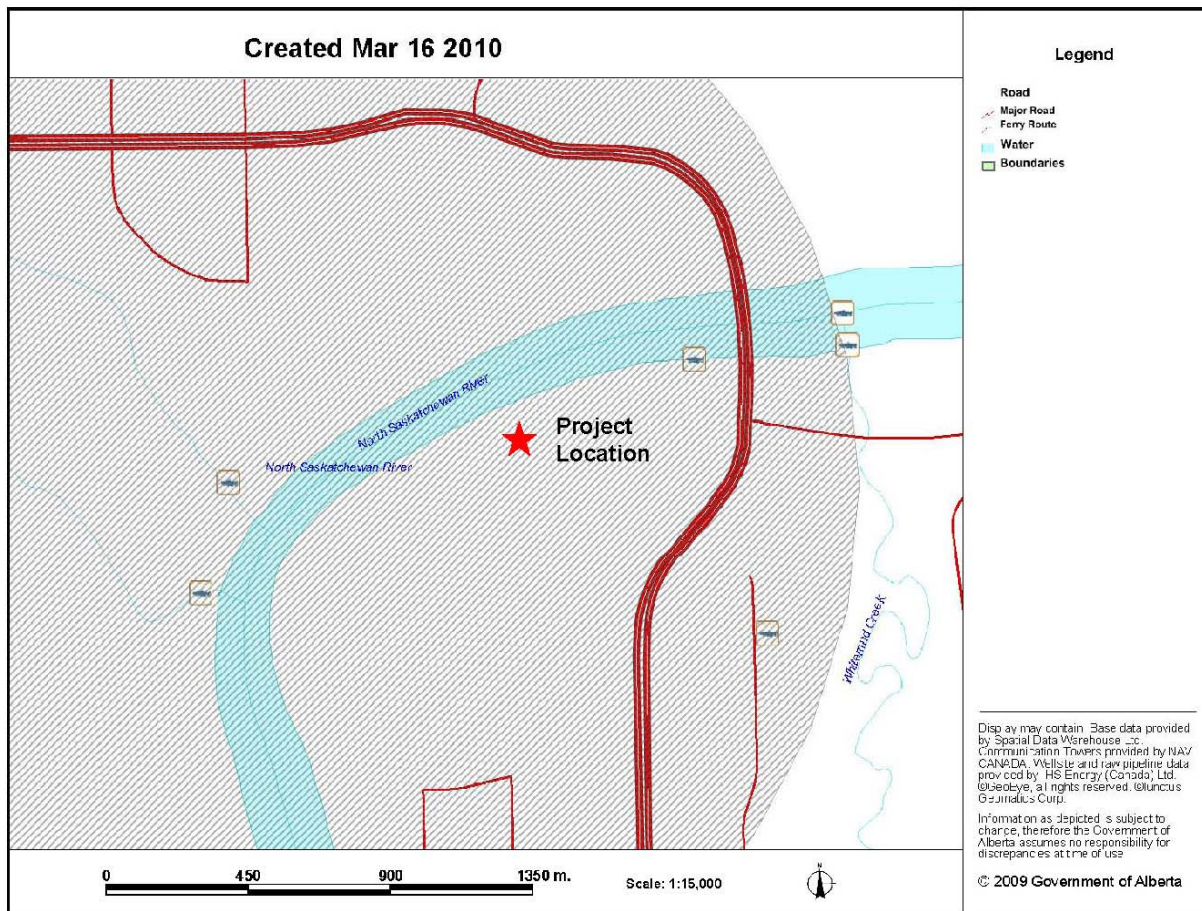 Created Mar 16 2010
Legend
Road
Major Road
Ferry Route
Water
Boundaries
North Saskatchewan River
North Saskatchewan River
Project
Location
Whitemud Creek
Display may contain: Base data provided
by Spatial Data Warehouse Ltd.
Communication Towers provided by NAV
CANADA. Wellsite and raw pipeline data
provided by IHS Energy (Canada) Ltd.
©GeoEye, all rights reserved. ©Iunctus
Geomatics Corp.
Information as depicted is subject to
change, therefore the Government of
Alberta assumes no responsibility for
discrepancies at time of use
© 2009 Government of Alberta
0 450 900 1350 m.
Scale: 1:15,000
N